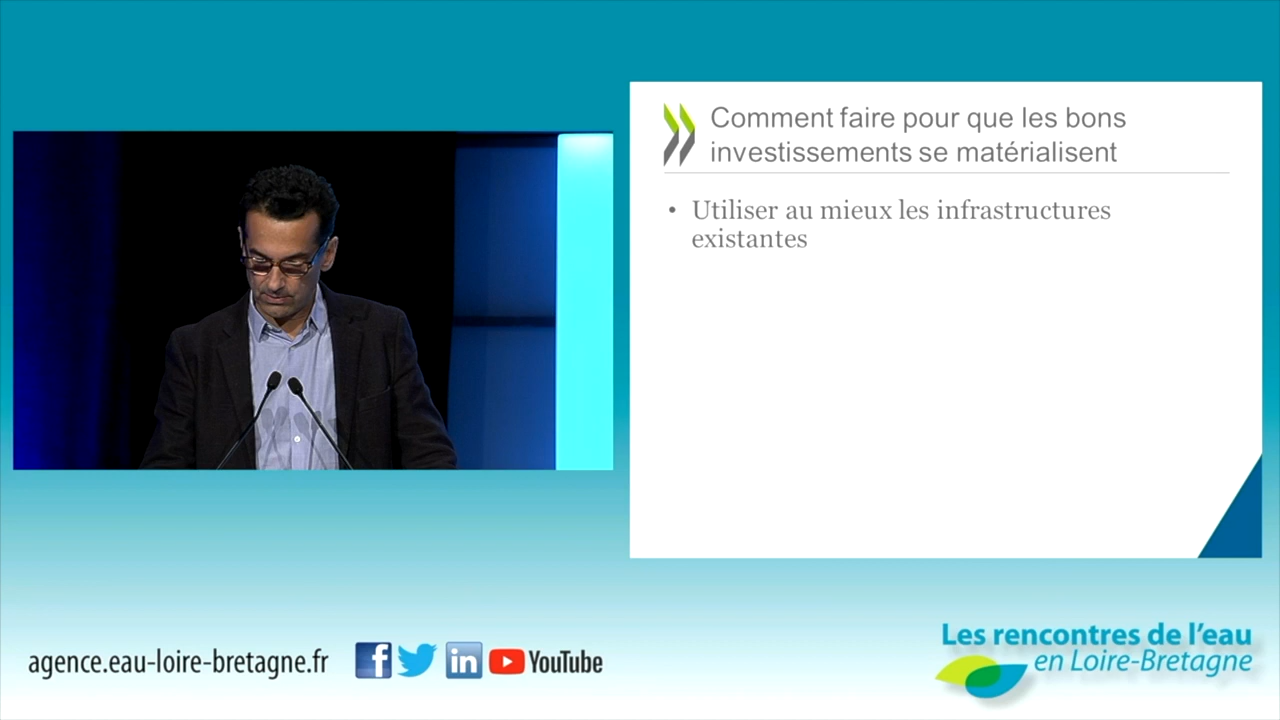 Comment faire pour que les bons
investissements se matérialisent
• Utiliser au mieux les infrastructures
existantes
agence.eau-loire-bretagne.fr
f
in
YouTube
Les rencontres de l'eau
en Loire-Bretagne